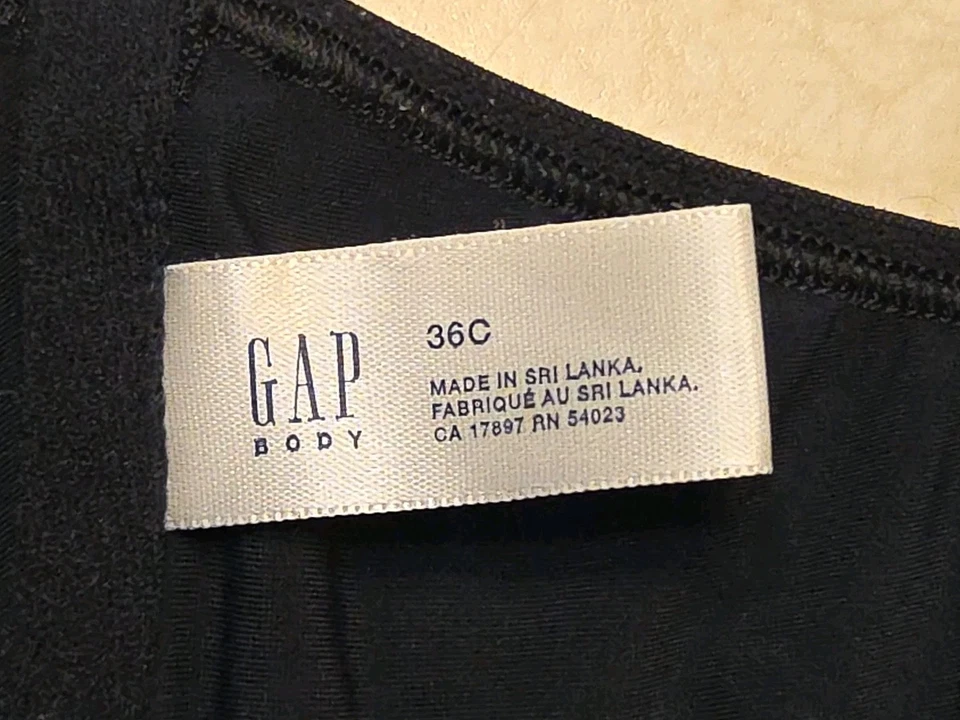 GAP
BODY
36C
MADE IN SRI LANKA.
FABRIQUÉ AU SRI LANKA.
CA 17897 RN 54023